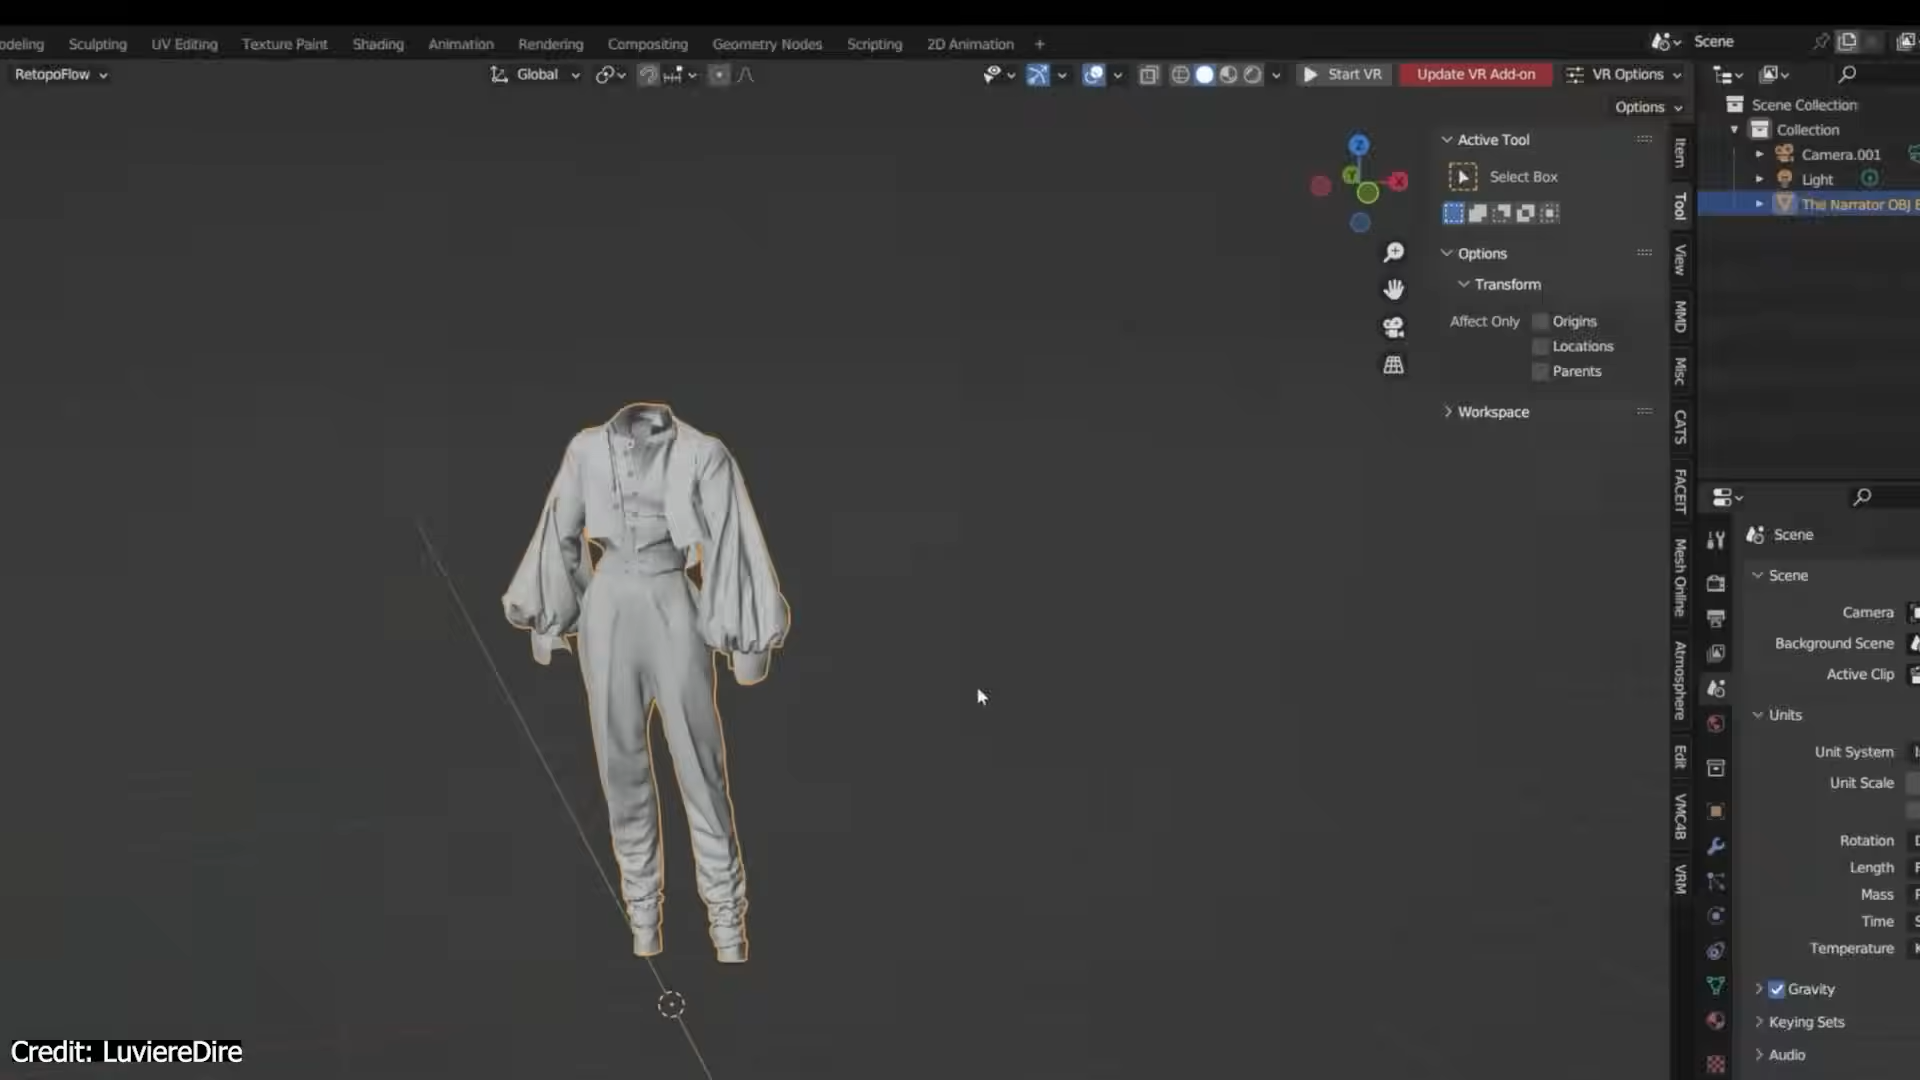 Sculpting UV Editing Texture Paint Shading Animation Rendering Compositing Geometry Nodes Scripting 2D Animation +
Scene
RetopoFlow
Global
Start VR
Update VR Add-on
VR Options
Options
Scene Collection
Collection
Camera.001
Light
The Narrator OBJ
Active Tool
Select Box
Options
Transform
Affect Only
Origins
Locations
Parents
Workspace
Item
Tool
View
MMD
Misc
CATS
FACEIT
Mesh Online
Atmosphere
Edit
VMC4B
VRM
Z
Y
X
Scene
Scene
Camera
Background Scene
Active Clip
Units
Unit System
Unit Scale
Rotation
Length
Mass
Time
Temperature
Gravity
Keying Sets
Audio
Credit: LuviereDire